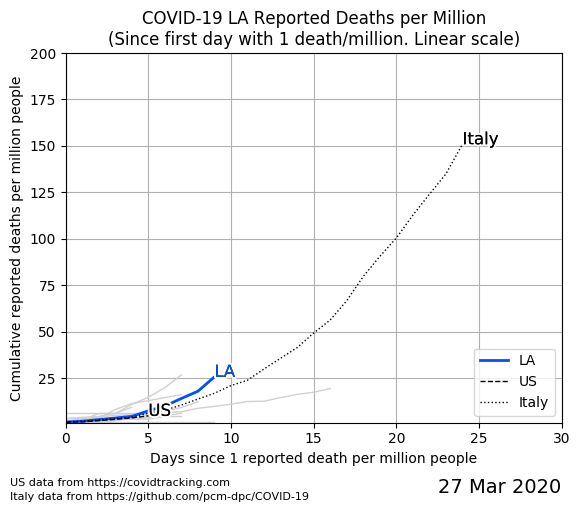 COVID-19 LA Reported Deaths per Million
(Since first day with 1 death/million. Linear scale)
Cumulative reported deaths per million people
200
175
150
125
100
75
50
25
Italy
LA
US
LA
US
Italy
0 5 10 15 20 25 30
Days since 1 reported death per million people
US data from https://covidtracking.com
Italy data from https://github.com/pcm-dpc/COVID-19
27 Mar 2020